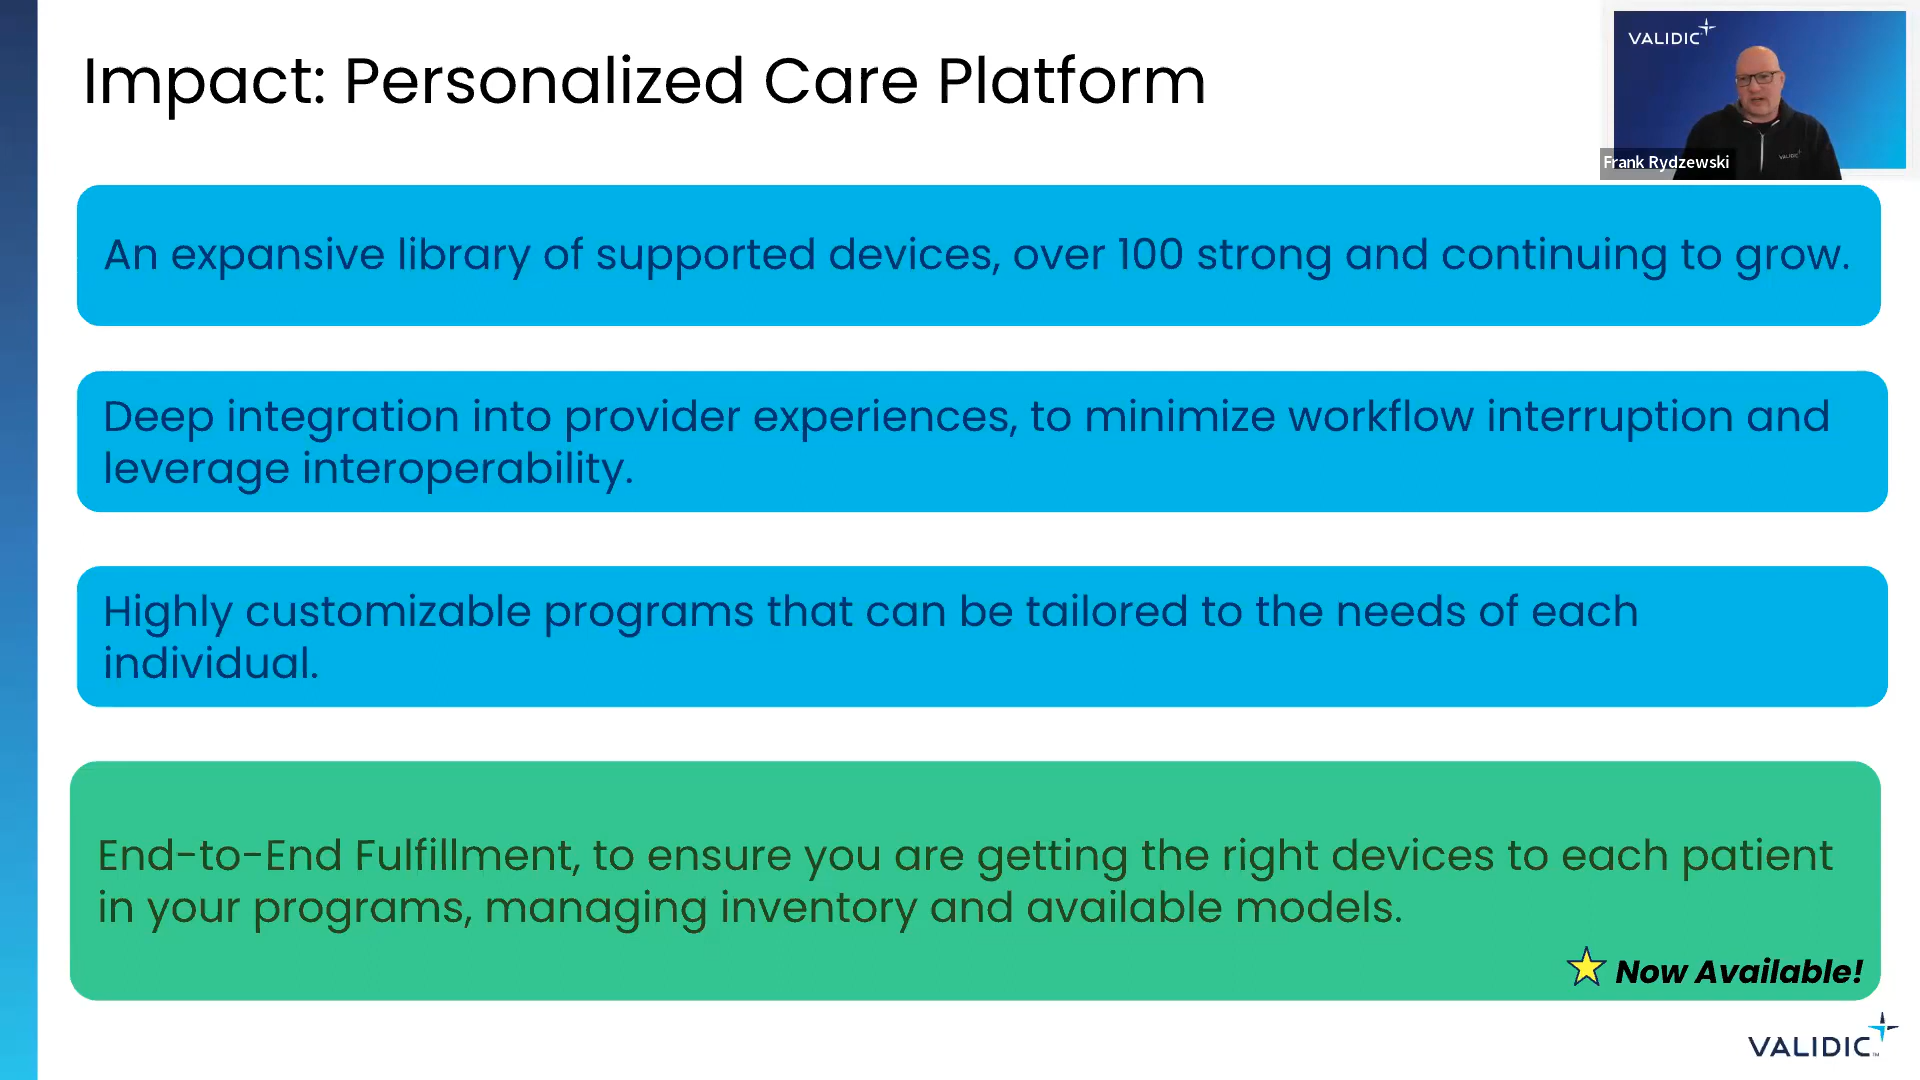 Impact: Personalized Care Platform
VALIDIC
VALIDIC
Frank Rydzewski
An expansive library of supported devices, over 100 strong and continuing to grow.
Deep integration into provider experiences, to minimize workflow interruption and
leverage interoperability.
Highly customizable programs that can be tailored to the needs of each
individual.
End-to-End Fulfillment, to ensure you are getting the right devices to each patient
in your programs, managing inventory and available models.
Now Available!
VALIDIC™